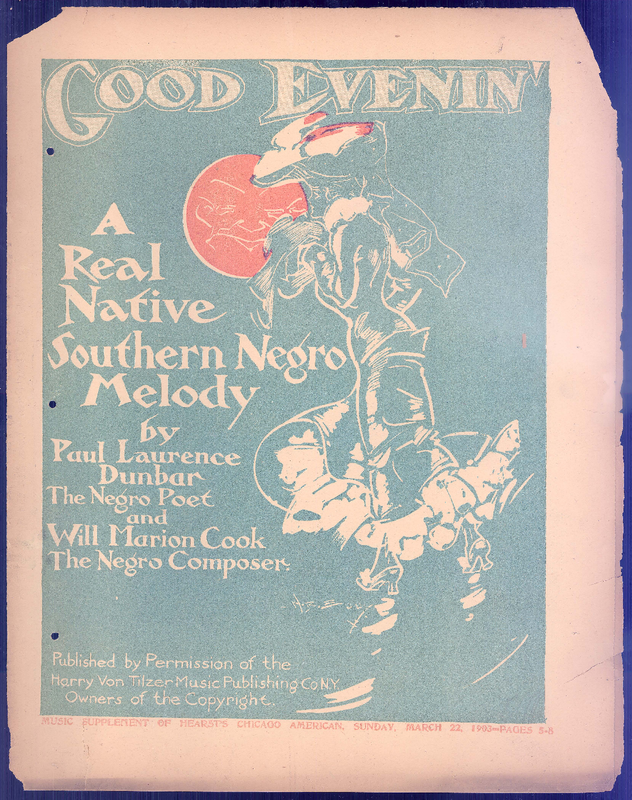 GOOD EVENIN'
A
Real
Native
Southern Negro
Melody
by
Paul Laurence
Dunbar
The Negro Poet
and
Will Marion Cook
The Negro Composer.
Published by Permission of the
Harry Von Tilzer Music Publishing Co N.Y.
Owners of the Copyright.
MUSIC SUPPLEMENT OF HEARST'S CHICAGO AMERICAN, SUNDAY, MARCH 22, 1903—PAGES 5-8